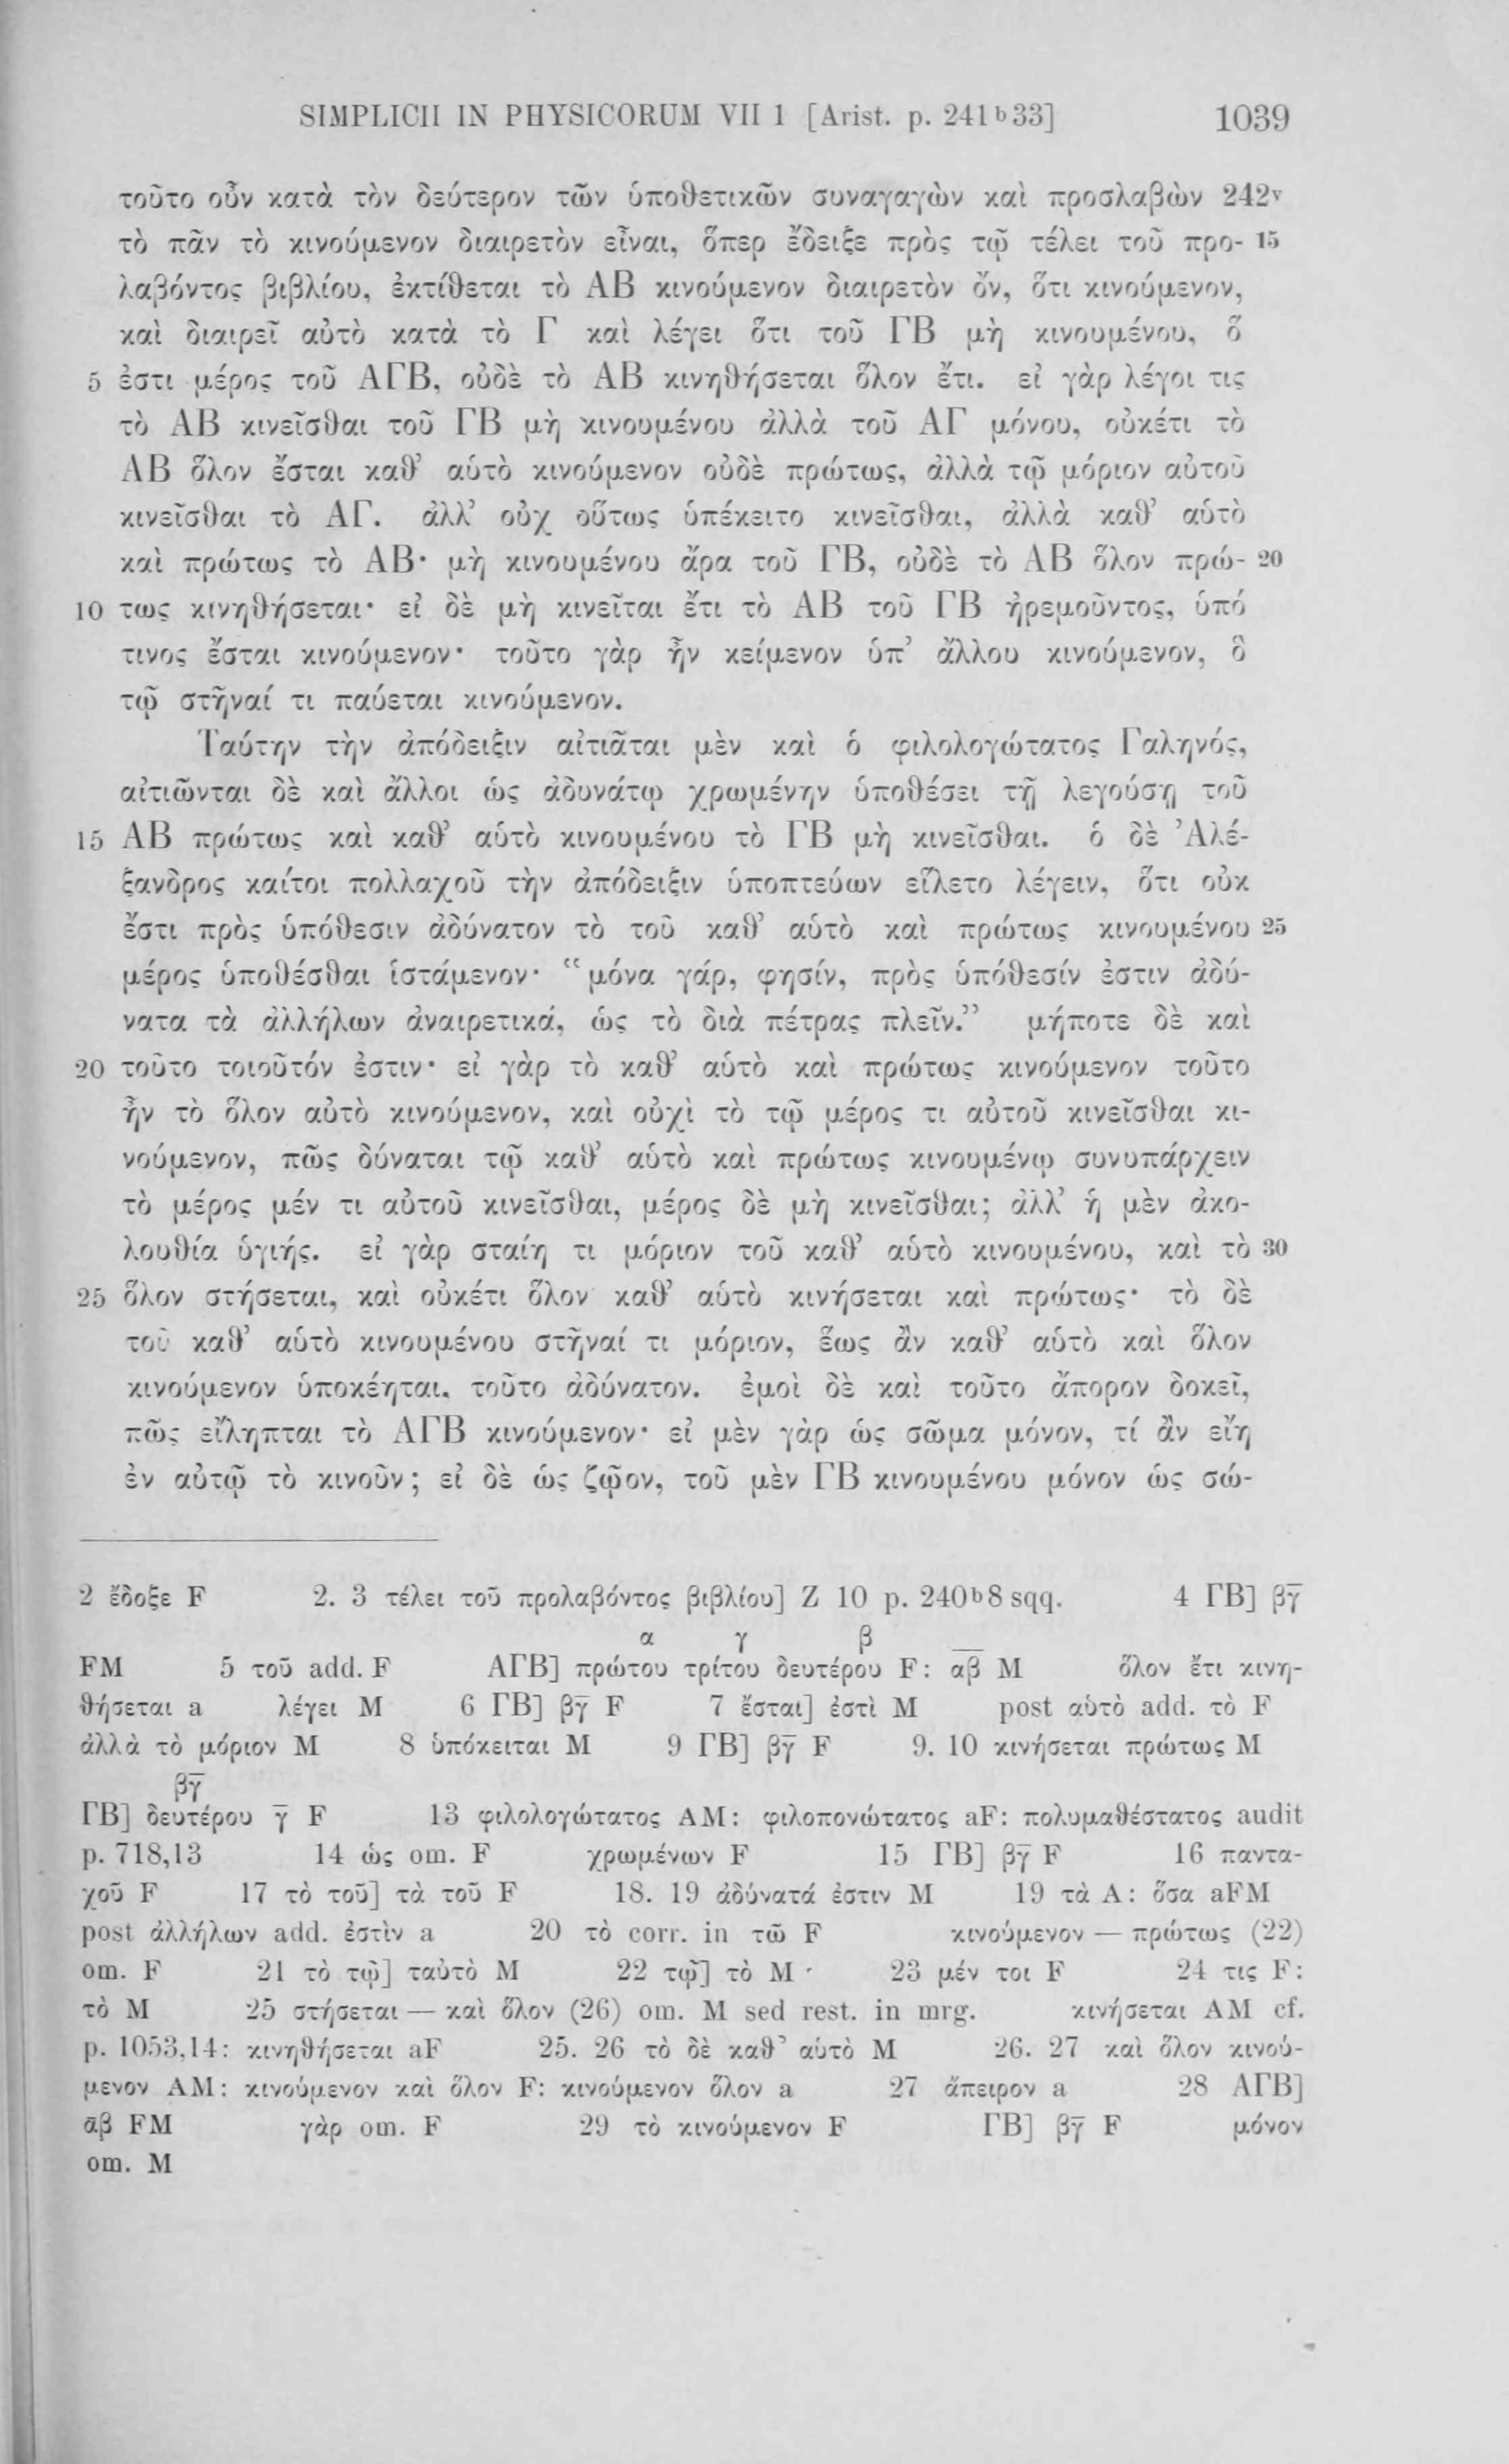 SIMPLICII IN PHYSICORUM VII 1 [Arist. p. 241 b 33] 1039
τοῦτο οὖν κατὰ τὸν δεύτερον τῶν ὑποθετικῶν συναγαγὼν καὶ προσλαβὼν 242v
τὸ πᾶν τὸ κινούμενον διαιρετὸν εἶναι, ὅπερ ἔδειξε πρὸς τῷ τέλει τοῦ προ- 15
λαβόντος βιβλίου, ἐκτίθεται τὸ ΑΒ κινούμενον διαιρετὸν ὄν, ὅτι κινούμενον,
καὶ διαιρεῖ αὐτὸ κατὰ τὸ Γ καὶ λέγει ὅτι τοῦ ΓΒ μὴ κινουμένου, ὅ
5 ἐστι μέρος τοῦ ΑΓΒ, οὐδὲ τὸ ΑΒ κινηθήσεται ὅλον ἔτι. εἰ γὰρ λέγοι τις
τὸ ΑΒ κινεῖσθαι τοῦ ΓΒ μὴ κινουμένου ἀλλὰ τοῦ ΑΓ μόνου, οὐκέτι τὸ
ΑΒ ὅλον ἔσται καθ’ αὑτὸ κινούμενον οὐδὲ πρώτως, ἀλλὰ τῷ μόριον αὐτοῦ
κινεῖσθαι τὸ ΑΓ. ἀλλ’ οὐχ οὕτως ὑπέκειτο κινεῖσθαι, ἀλλὰ καθ’ αὑτὸ
καὶ πρώτως τὸ ΑΒ· μὴ κινουμένου ἄρα τοῦ ΓΒ, οὐδὲ τὸ ΑΒ ὅλον πρώ- 20
10 τως κινηθήσεται· εἰ δὲ μὴ κινεῖται ἔτι τὸ ΑΒ τοῦ ΓΒ ἠρεμοῦντος, ὑπό
τινος ἔσται κινούμενον· τοῦτο γὰρ ἦν κείμενον ὑπ’ ἄλλου κινούμενον, ὃ
τῷ στῆναί τι παύεται κινούμενον.
Ταύτην τὴν ἀπόδειξιν αἰτιᾶται μὲν καὶ ὁ φιλολογώτατος Γαληνός,
αἰτιῶνται δὲ καὶ ἄλλοι ὡς ἀδυνάτῳ χρωμένην ὑποθέσει τῇ λεγούσῃ τοῦ
15 ΑΒ πρώτως καὶ καθ’ αὑτὸ κινουμένου τὸ ΓΒ μὴ κινεῖσθαι. ὁ δὲ Ἀλέ-
ξανδρος καίτοι πολλαχοῦ τὴν ἀπόδειξιν ὑποπτεύων εἵλετο λέγειν, ὅτι οὐκ
ἔστι πρὸς ὑπόθεσιν ἀδύνατον τὸ τοῦ καθ’ αὑτὸ καὶ πρώτως κινουμένου 25
μέρος ὑποθέσθαι ἱστάμενον· “μόνα γάρ, φησίν, πρὸς ὑπόθεσίν ἐστιν ἀδύ-
νατα τὰ ἀλλήλων ἀναιρετικά, ὡς τὸ διὰ πέτρας πλεῖν.” μήποτε δὲ καὶ
20 τοῦτο τοιοῦτόν ἐστιν· εἰ γὰρ τὸ καθ’ αὑτὸ καὶ πρώτως κινούμενον τοῦτο
ἦν τὸ ὅλον αὐτὸ κινούμενον, καὶ οὐχὶ τὸ τῷ μέρος τι αὐτοῦ κινεῖσθαι κι-
νούμενον, πῶς δύναται τῷ καθ’ αὑτὸ καὶ πρώτως κινουμένῳ συνυπάρχειν
τὸ μέρος μέν τι αὐτοῦ κινεῖσθαι, μέρος δὲ μὴ κινεῖσθαι; ἀλλ’ ἡ μὲν ἀκο-
λουθία ὑγιής. εἰ γὰρ σταίη τι μόριον τοῦ καθ’ αὑτὸ κινουμένου, καὶ τὸ 30
25 ὅλον στήσεται, καὶ οὐκέτι ὅλον καθ’ αὑτὸ κινήσεται καὶ πρώτως· τὸ δὲ
τοῦ καθ’ αὑτὸ κινουμένου στῆναί τι μόριον, ἕως ἂν καθ’ αὑτὸ καὶ ὅλον
κινούμενον ὑποκέηται, τοῦτο ἀδύνατον. ἐμοὶ δὲ καὶ τοῦτο ἄπορον δοκεῖ,
πῶς εἴληπται τὸ ΑΓΒ κινούμενον· εἰ μὲν γὰρ ὡς σῶμα μόνον, τί ἂν εἴη
ἐν αὐτῷ τὸ κινοῦν; εἰ δὲ ὡς ζῷον, τοῦ μὲν ΓΒ κινουμένου μόνον ὡς σώ-
2 ἔδοξε F 2. 3 τέλει τοῦ προλαβόντος βιβλίου] Z 10 p. 240 b 8 sqq. 4 ΓΒ] β̅γ̅
α γ β
FM 5 τοῦ add. F ΑΓΒ] πρώτου τρίτου δευτέρου F: α̅β̅ M ὅλον ἔτι κινη-
θήσεται a λέγει M 6 ΓΒ] β̅γ̅ F 7 ἔσται] ἐστὶ M post αὑτὸ add. τὸ F
ἀλλὰ τὸ μόριον M 8 ὑπόκειται M 9 ΓΒ] β̅γ̅ F 9. 10 κινήσεται πρώτως M
β̅γ̅
ΓΒ] δευτέρου γ̅ F 13 φιλολογώτατος AM: φιλοπονώτατος aF: πολυμαθέστατος audit
p. 718,13 14 ὡς om. F χρωμένων F 15 ΓΒ] β̅γ̅ F 16 παντα-
χοῦ F 17 τὸ τοῦ] τὰ τοῦ F 18. 19 ἀδύνατά ἐστιν M 19 τὰ A: ὅσα aFM
post ἀλλήλων add. ἐστὶν a 20 τὸ corr. in τῶ F κινούμενον — πρώτως (22)
om. F 21 τὸ τῷ] ταὐτὸ M 22 τῷ] τὸ M 23 μέν τοι F 24 τις F:
τὸ M 25 στήσεται — καὶ ὅλον (26) om. M sed rest. in mrg. κινήσεται AM cf.
p. 1053,14: κινηθήσεται aF 25. 26 τὸ δὲ καθ’ αὑτὸ M 26. 27 καὶ ὅλον κινού-
μενον AM: κινούμενον καὶ ὅλον F: κινούμενον ὅλον a 27 ἄπειρον a 28 ΑΓΒ]
α̅β̅ FM γὰρ om. F 29 τὸ κινούμενον F ΓΒ] β̅γ̅ F μόνον
om. M